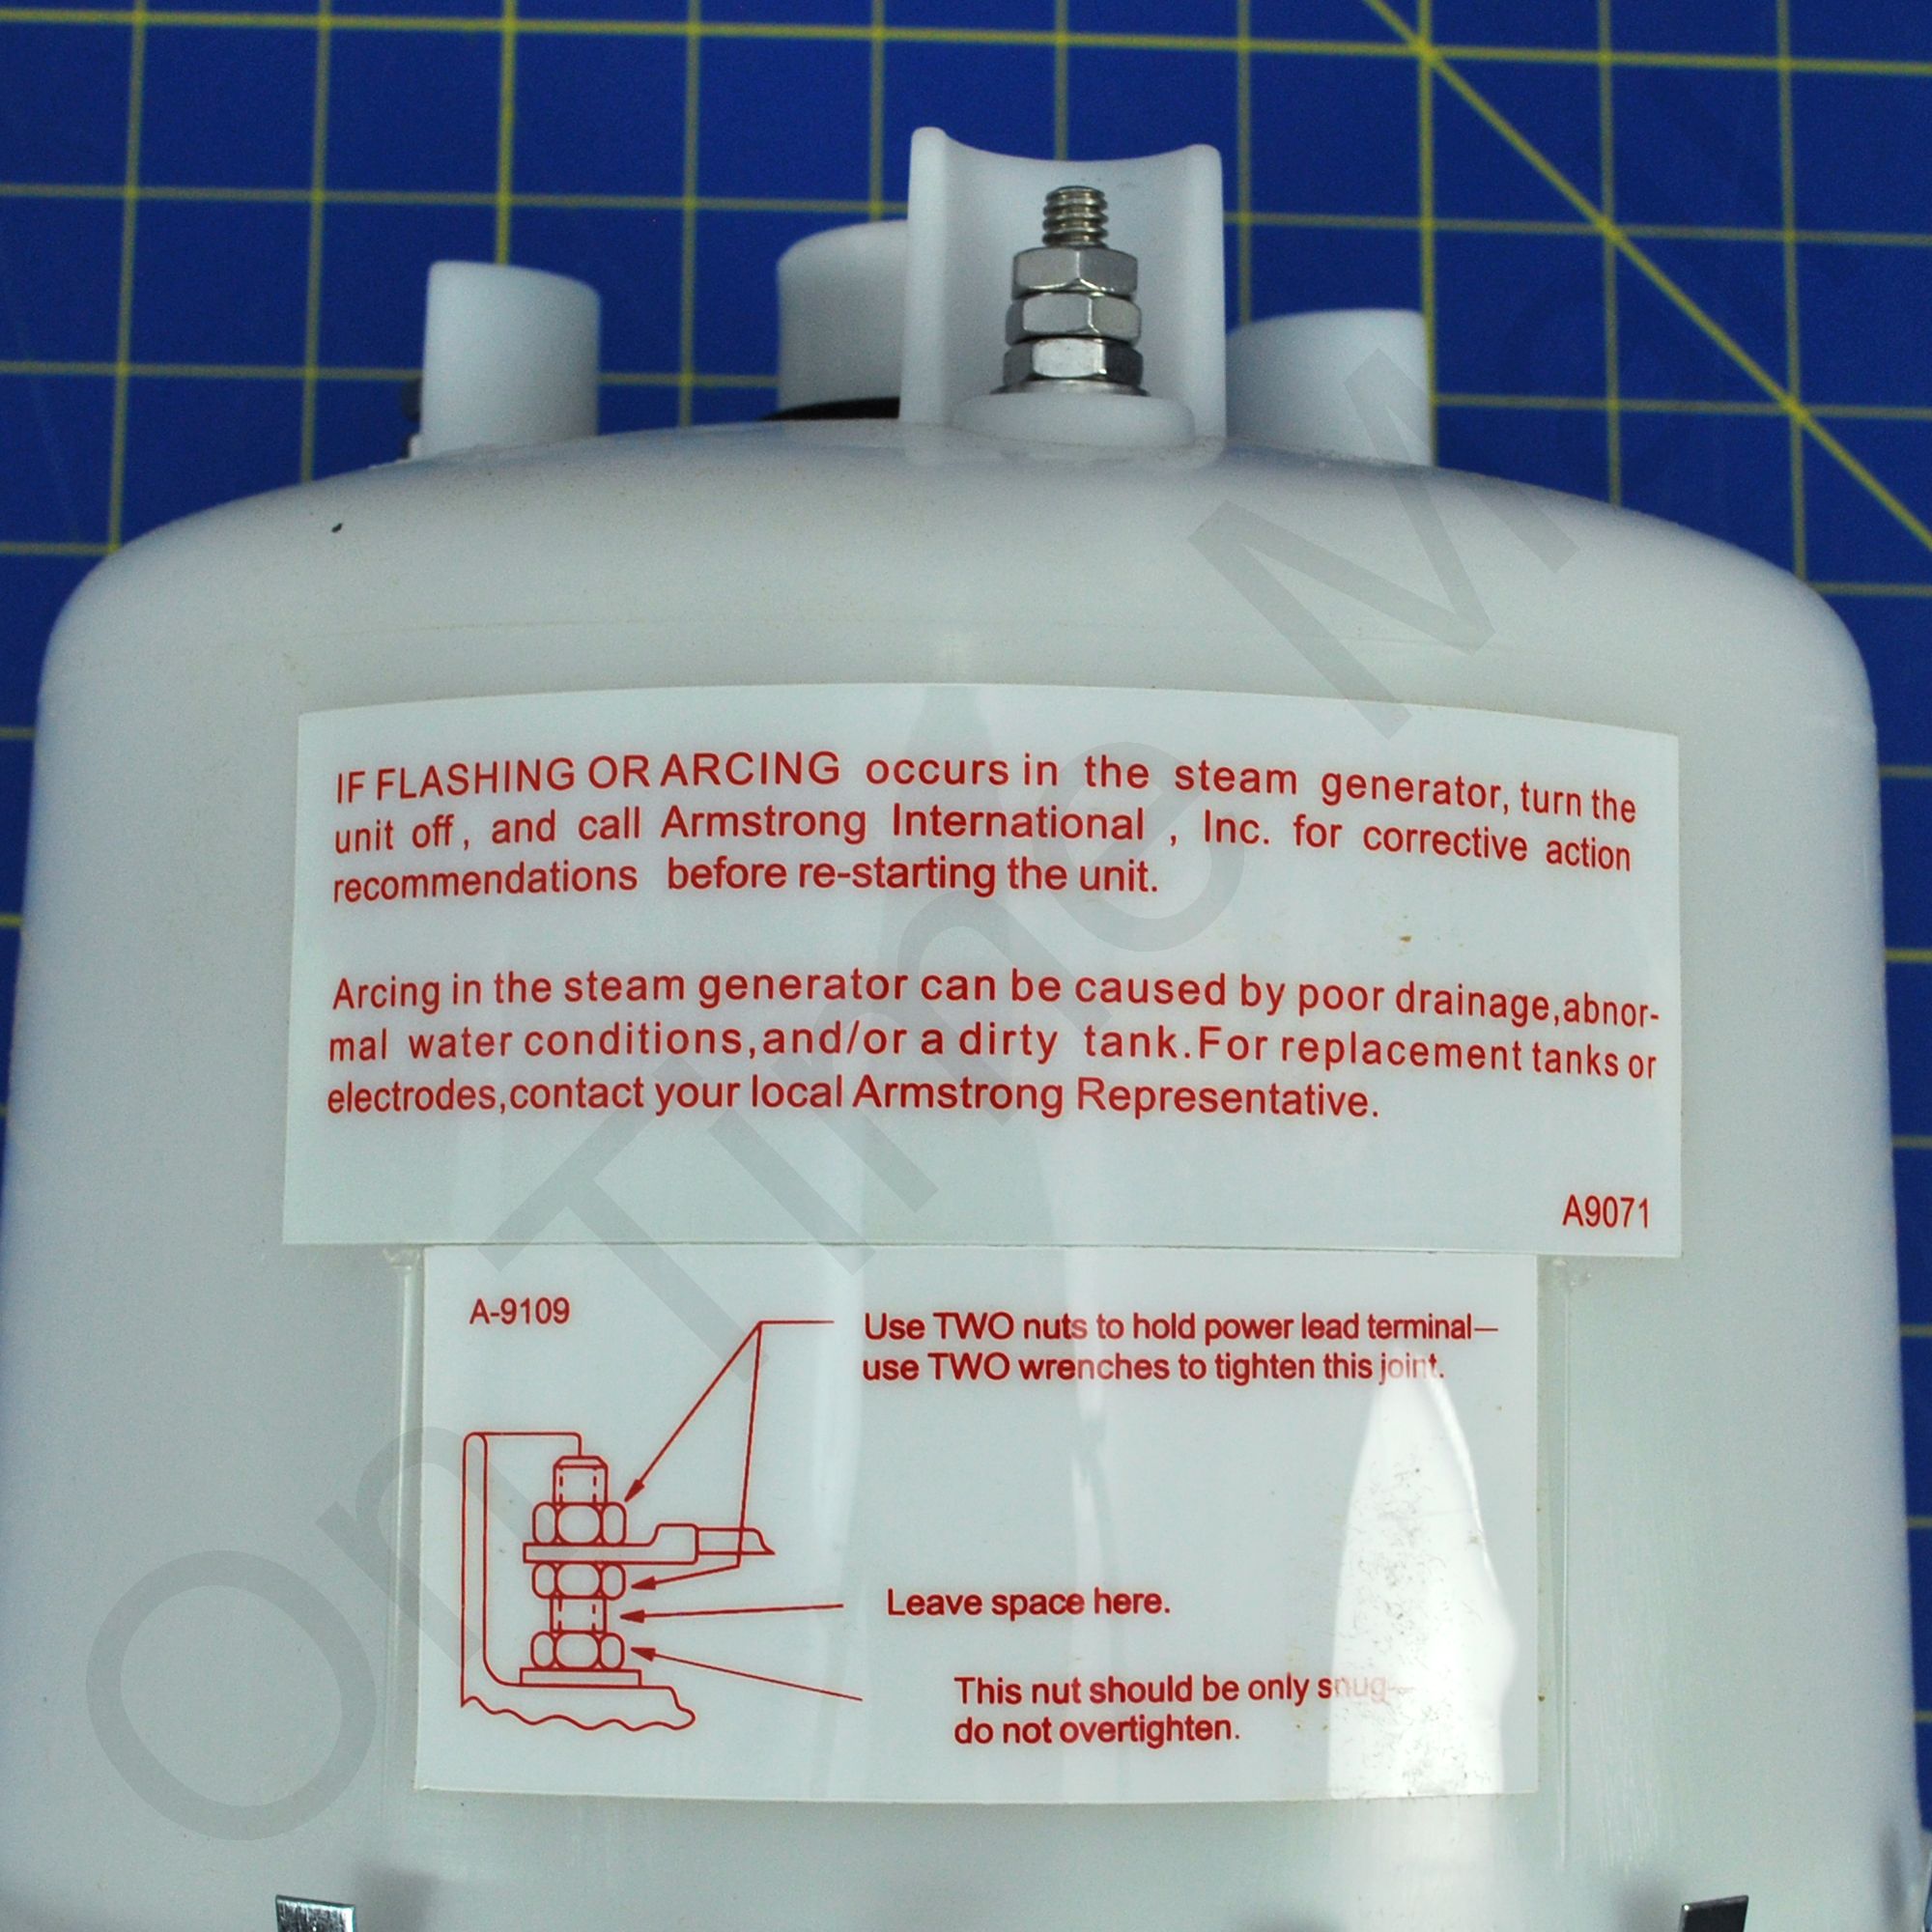 IF FLASHING OR ARCING occurs in the steam generator, turn the
unit off, and call Armstrong International , Inc. for corrective action
recommendations before re-starting the unit.
Arcing in the steam generator can be caused by poor drainage,abnor-
mal water conditions,and/or a dirty tank.For replacement tanks or
electrodes,contact your local Armstrong Representative.
A9071
A-9109
Use TWO nuts to hold power lead terminal—
use TWO wrenches to tighten this joint.
Leave space here.
This nut should be only snug—
do not overtighten.
On Time M